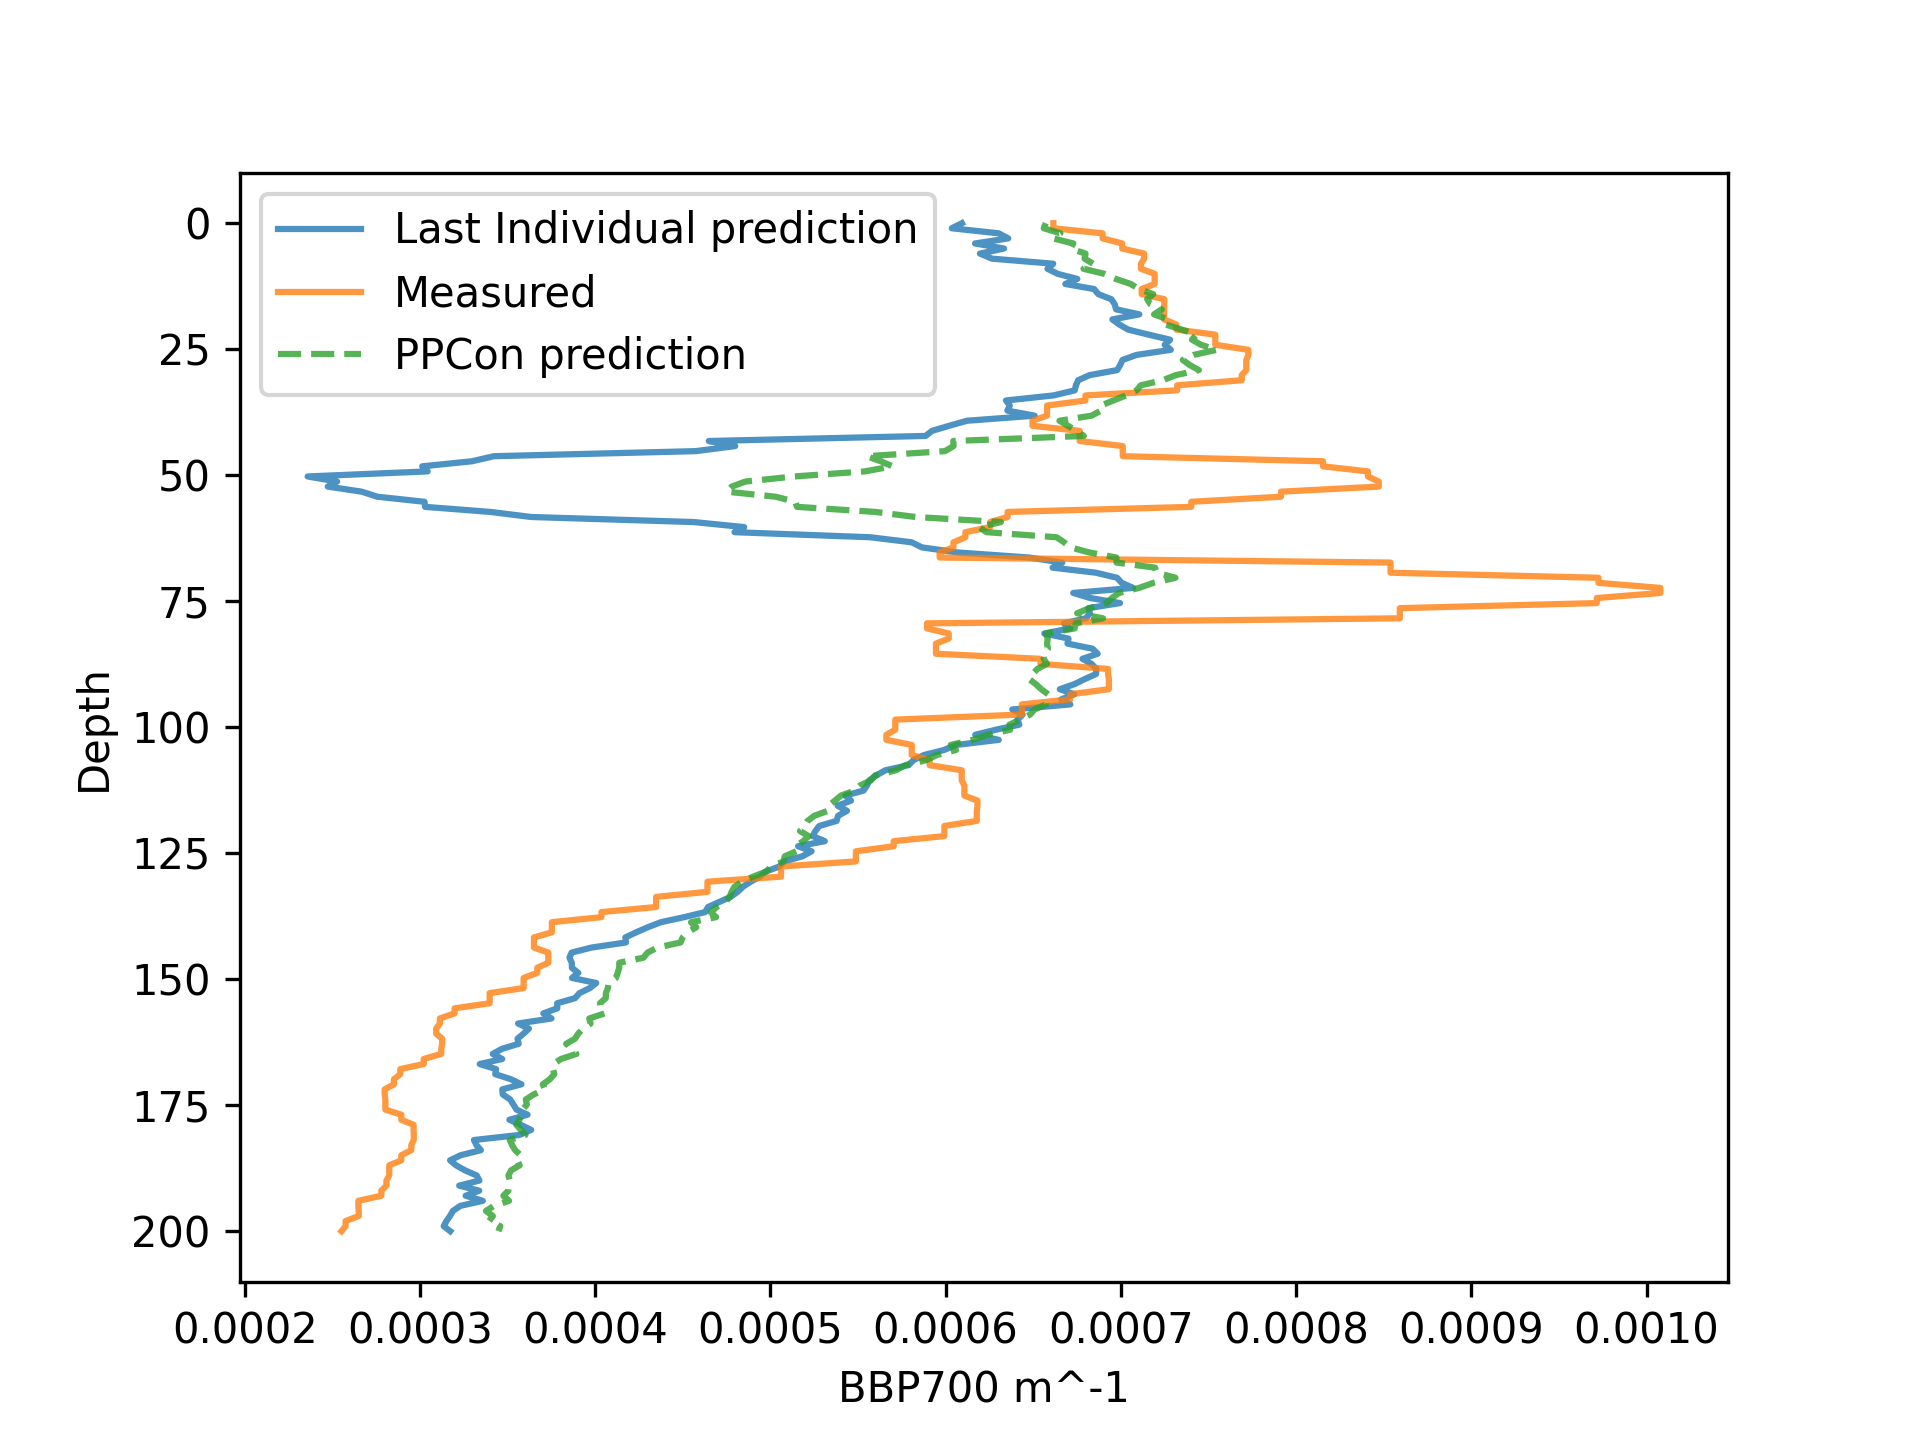 Last Individual prediction
Measured
PPCon prediction
0
25
50
75
100
125
150
175
200
Depth
0.0002 0.0003 0.0004 0.0005 0.0006 0.0007 0.0008 0.0009 0.0010
BBP700 m^-1